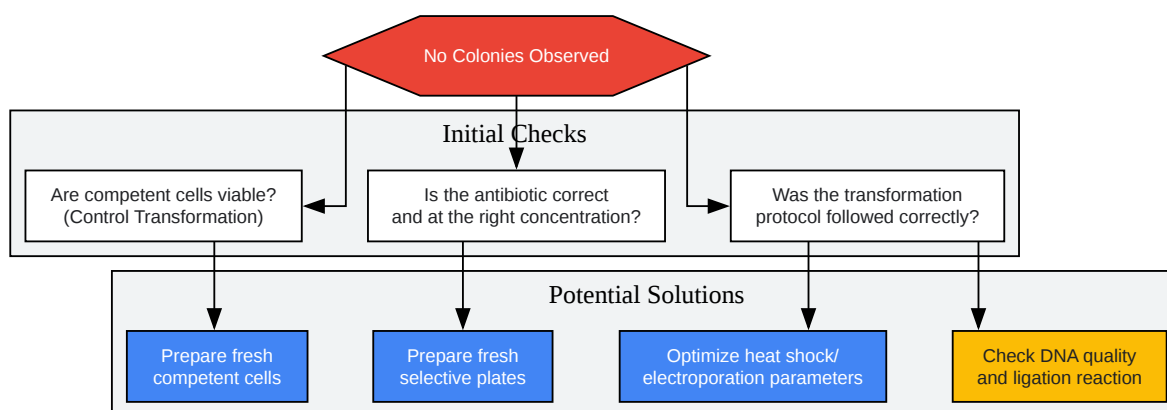 No Colonies Observed
Initial Checks
Are competent cells viable?
(Control Transformation)
Is the antibiotic correct
and at the right concentration?
Was the transformation
protocol followed correctly?
Potential Solutions
Prepare fresh
competent cells
Prepare fresh
selective plates
Optimize heat shock/
electroporation parameters
Check DNA quality
and ligation reaction